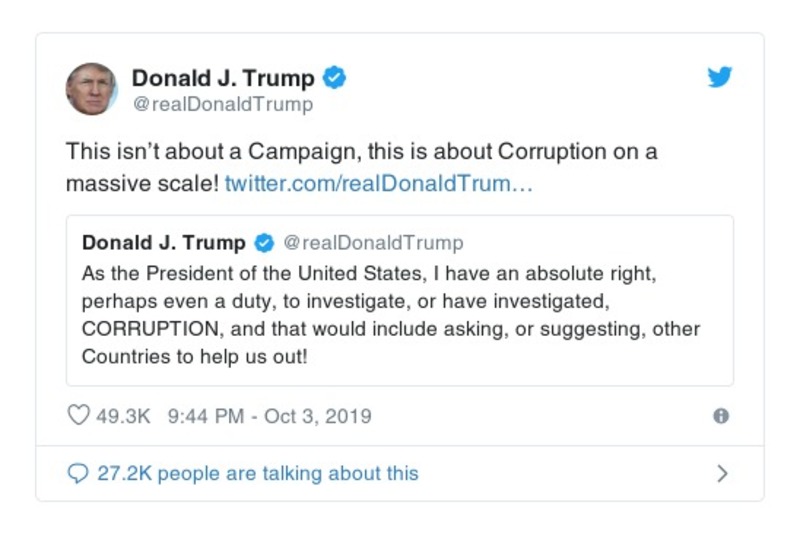 Donald J. Trump
@realDonaldTrump
This isn’t about a Campaign, this is about Corruption on a
massive scale! twitter.com/realDonaldTrum…
Donald J. Trump @realDonaldTrump
As the President of the United States, I have an absolute right,
perhaps even a duty, to investigate, or have investigated,
CORRUPTION, and that would include asking, or suggesting, other
Countries to help us out!
49.3K 9:44 PM - Oct 3, 2019
27.2K people are talking about this